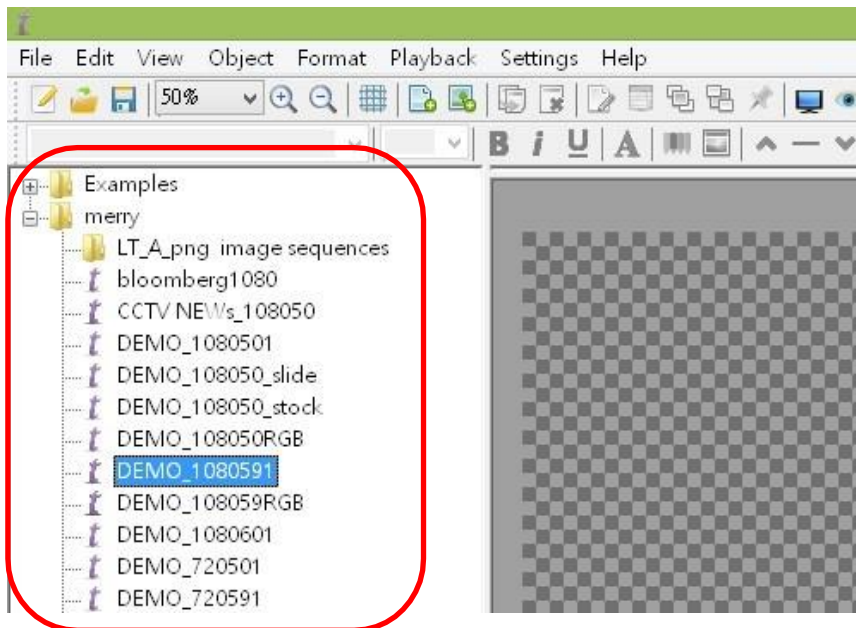 t
File Edit View Object Format Playback Settings Help
50%
B i U A
Examples
merry
LT_A_png image sequences
t bloomberg1080
t CCTV NEWs_108050
t DEMO_1080501
t DEMO_108050_slide
t DEMO_108050_stock
t DEMO_108050RGB
t DEMO_1080591
t DEMO_108059RGB
t DEMO_1080601
t DEMO_720501
t DEMO_720591